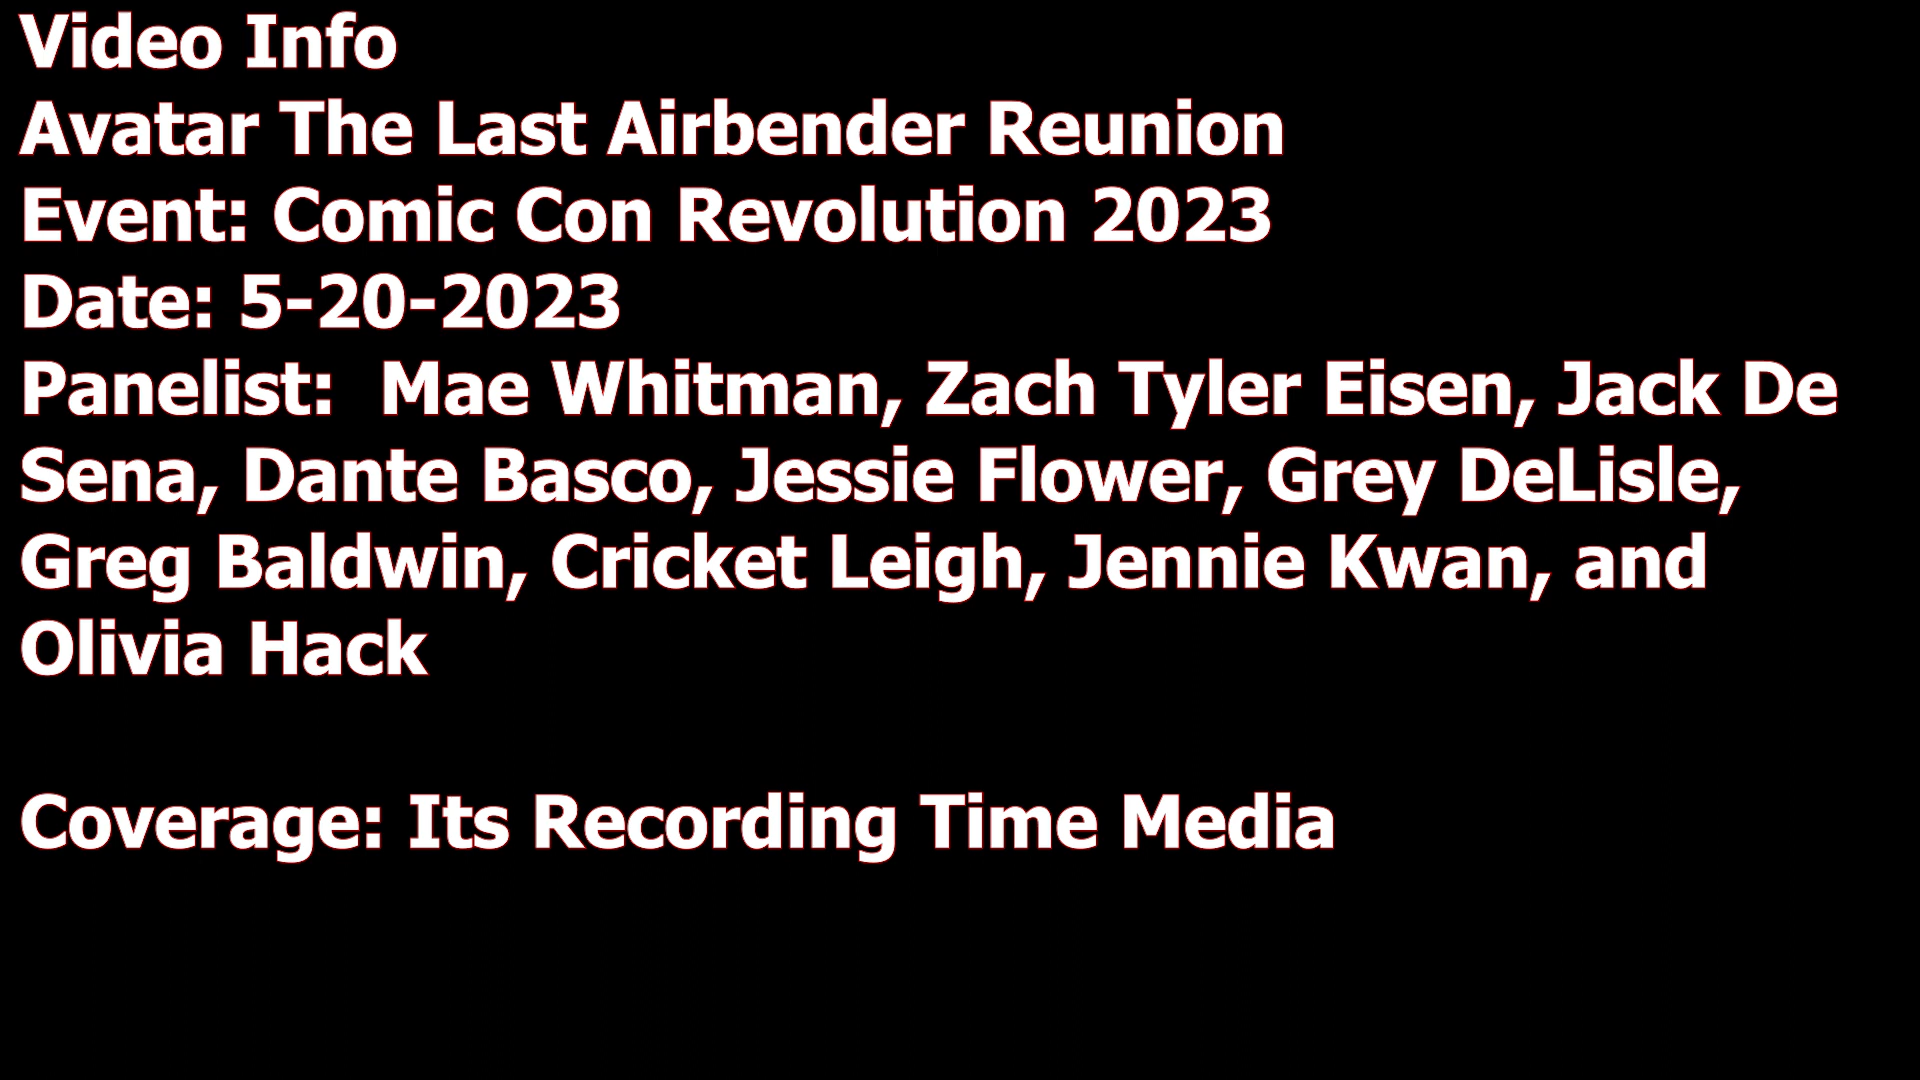 Video Info
Avatar The Last Airbender Reunion
Event: Comic Con Revolution 2023
Date: 5-20-2023
Panelist:  Mae Whitman, Zach Tyler Eisen, Jack De
Sena, Dante Basco, Jessie Flower, Grey DeLisle,
Greg Baldwin, Cricket Leigh, Jennie Kwan, and
Olivia Hack
Coverage: Its Recording Time Media